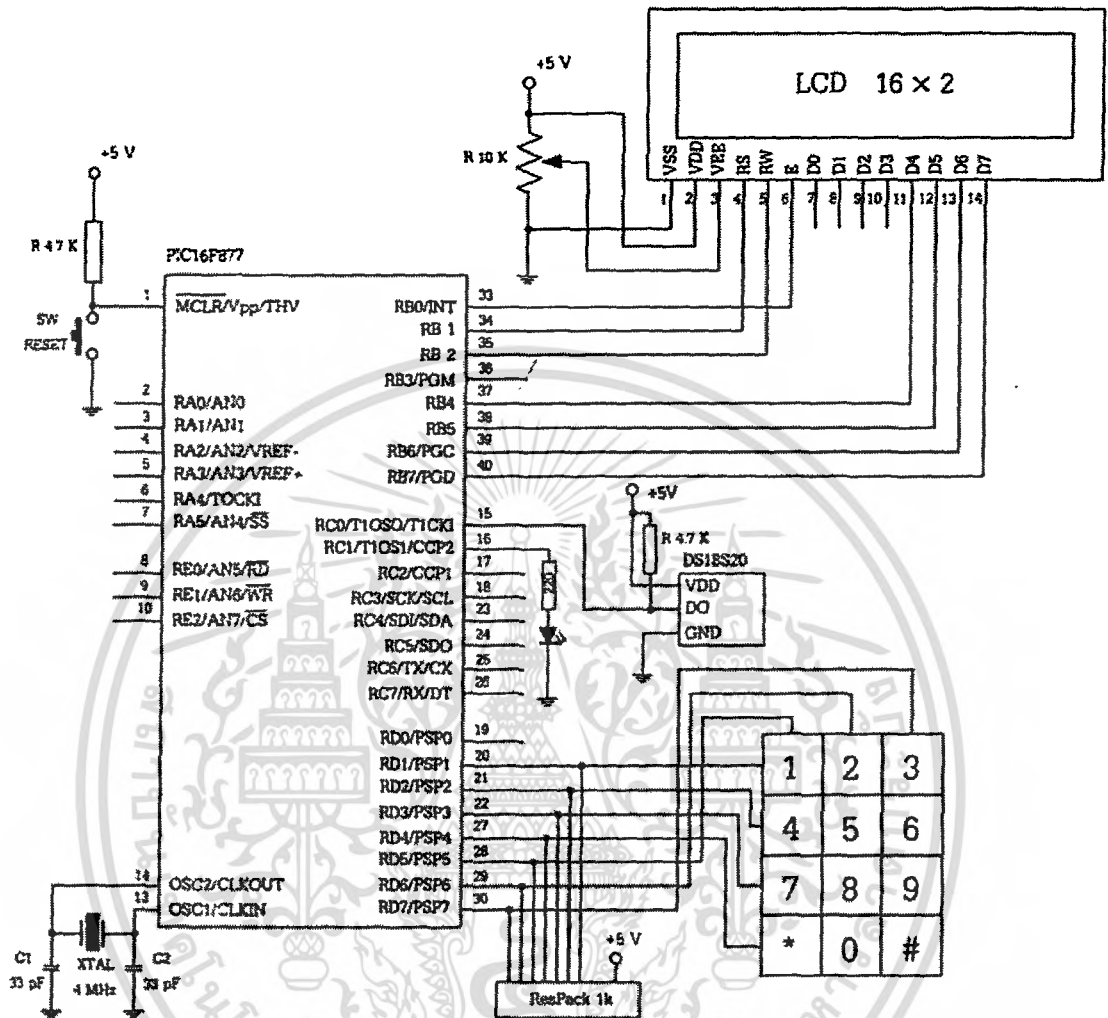 LCD 16 × 2
VSS
VDD
VEE
RS
RW
E
D0
D1
D2
D3
D4
D5
D6
D7
1
2
3
4
5
6
7
8
9
10
11
12
13
14
+5 V
R 10 K
+5 V
R 4.7 K
SW
RESET
PIC16F877
1
MCLR/Vpp/THV
2
RA0/AN0
3
RA1/AN1
4
RA2/AN2/VREF-
5
RA3/AN3/VREF+
6
RA4/TOCKI
7
RA5/AN4/SS
8
RE0/AN5/RD
9
RE1/AN6/WR
10
RE2/AN7/CS
14
OSC2/CLKOUT
13
OSC1/CLKIN
C1
33 pF
XTAL
4 MHz
C2
33 pF
RB0/INT
33
RB 1
34
RB 2
35
RB3/PGM
36
RB4
37
RB5
38
RB6/PGC
39
RB7/PGD
40
RC0/T1OSO/T1CKI
15
RC1/T1OS1/CCP2
16
RC2/CCP1
17
RC3/SCK/SCL
18
RC4/SDI/SDA
23
RC5/SDO
24
RC6/TX/CX
25
RC7/RX/DT
26
RD0/PSP0
19
RD1/PSP1
20
RD2/PSP2
21
RD3/PSP3
22
RD4/PSP4
27
RD5/PSP5
28
RD6/PSP6
29
RD7/PSP7
30
220
+5V
R 4.7 K
DS18S20
VDD
DO
GND
1 2 3
4 5 6
7 8 9
* 0 #
+5 V
ResPack 1k